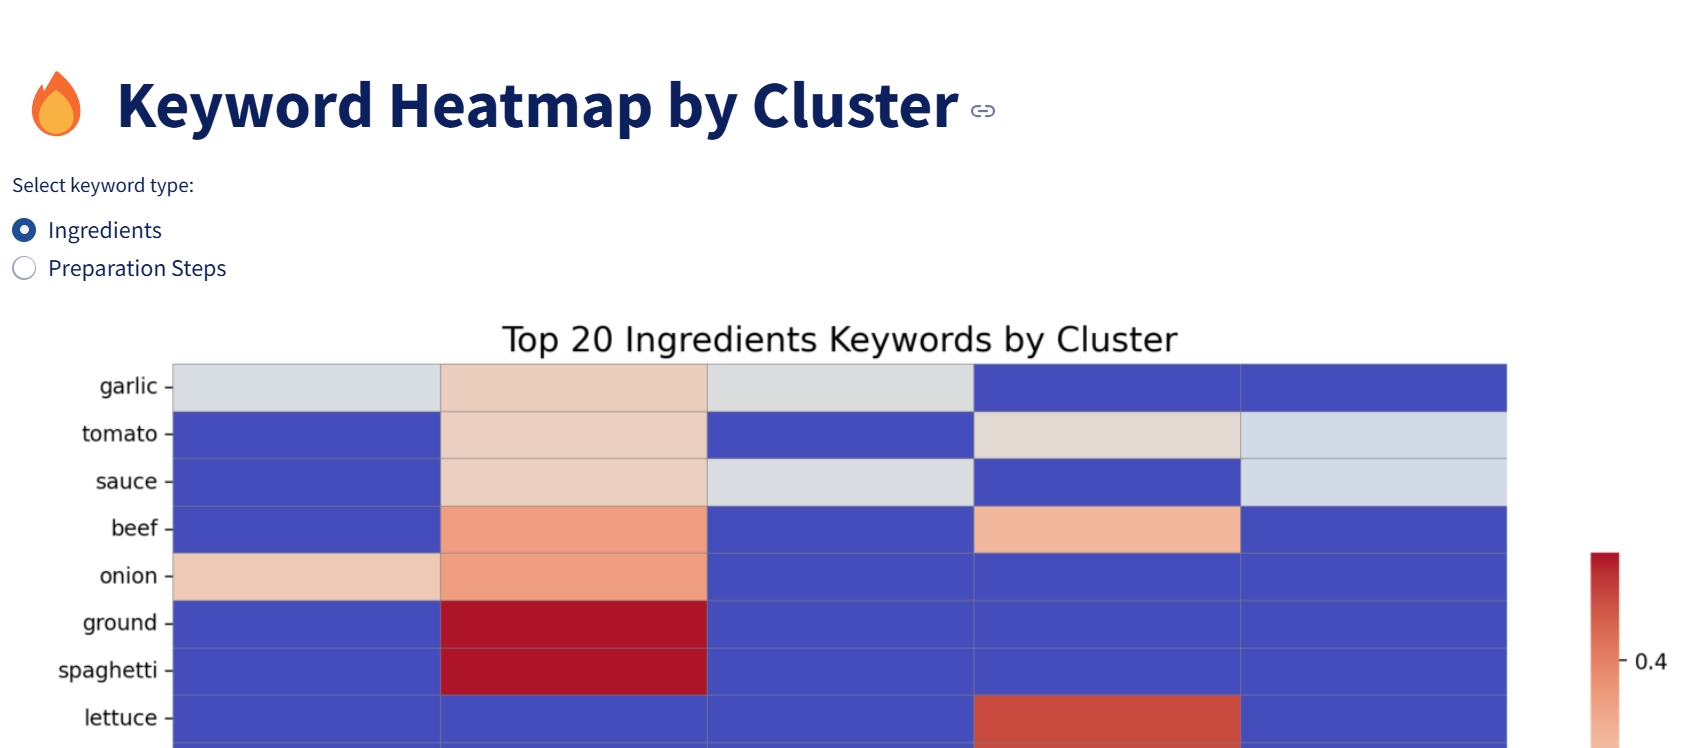 Keyword Heatmap by Cluster
Select keyword type:
Ingredients
Preparation Steps
Top 20 Ingredients Keywords by Cluster
garlic
tomato
sauce
beef
onion
ground
spaghetti
lettuce
0.4